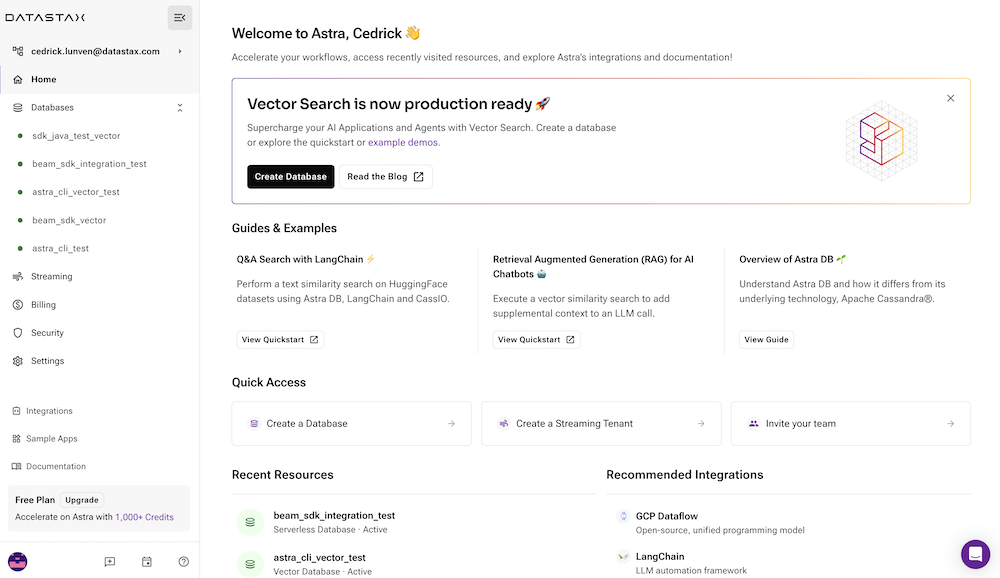 DATASTAX
cedrick.lunven@datastax.com
Home
Databases
sdk_java_test_vector
beam_sdk_integration_test
astra_cli_vector_test
beam_sdk_vector
astra_cli_test
Streaming
Billing
Security
Settings
Integrations
Sample Apps
Documentation
Free Plan Upgrade
Accelerate on Astra with 1,000+ Credits
Welcome to Astra, Cedrick 👋
Accelerate your workflows, access recently visited resources, and explore Astra's integrations and documentation!
Vector Search is now production ready 🚀
Supercharge your AI Applications and Agents with Vector Search. Create a database
or explore the quickstart or example demos.
Create Database Read the Blog
Guides & Examples
Q&A Search with LangChain ⚡
Perform a text similarity search on HuggingFace
datasets using Astra DB, LangChain and CassIO.
View Quickstart
Retrieval Augmented Generation (RAG) for AI
Chatbots 🤖
Execute a vector similarity search to add
supplemental context to an LLM call.
View Quickstart
Overview of Astra DB 🌱
Understand Astra DB and how it differs from its
underlying technology, Apache Cassandra®.
View Guide
Quick Access
Create a Database
Create a Streaming Tenant
Invite your team
Recent Resources
beam_sdk_integration_test
Serverless Database · Active
astra_cli_vector_test
Vector Database · Active
Recommended Integrations
GCP Dataflow
Open-source, unified programming model
LangChain
LLM automation framework